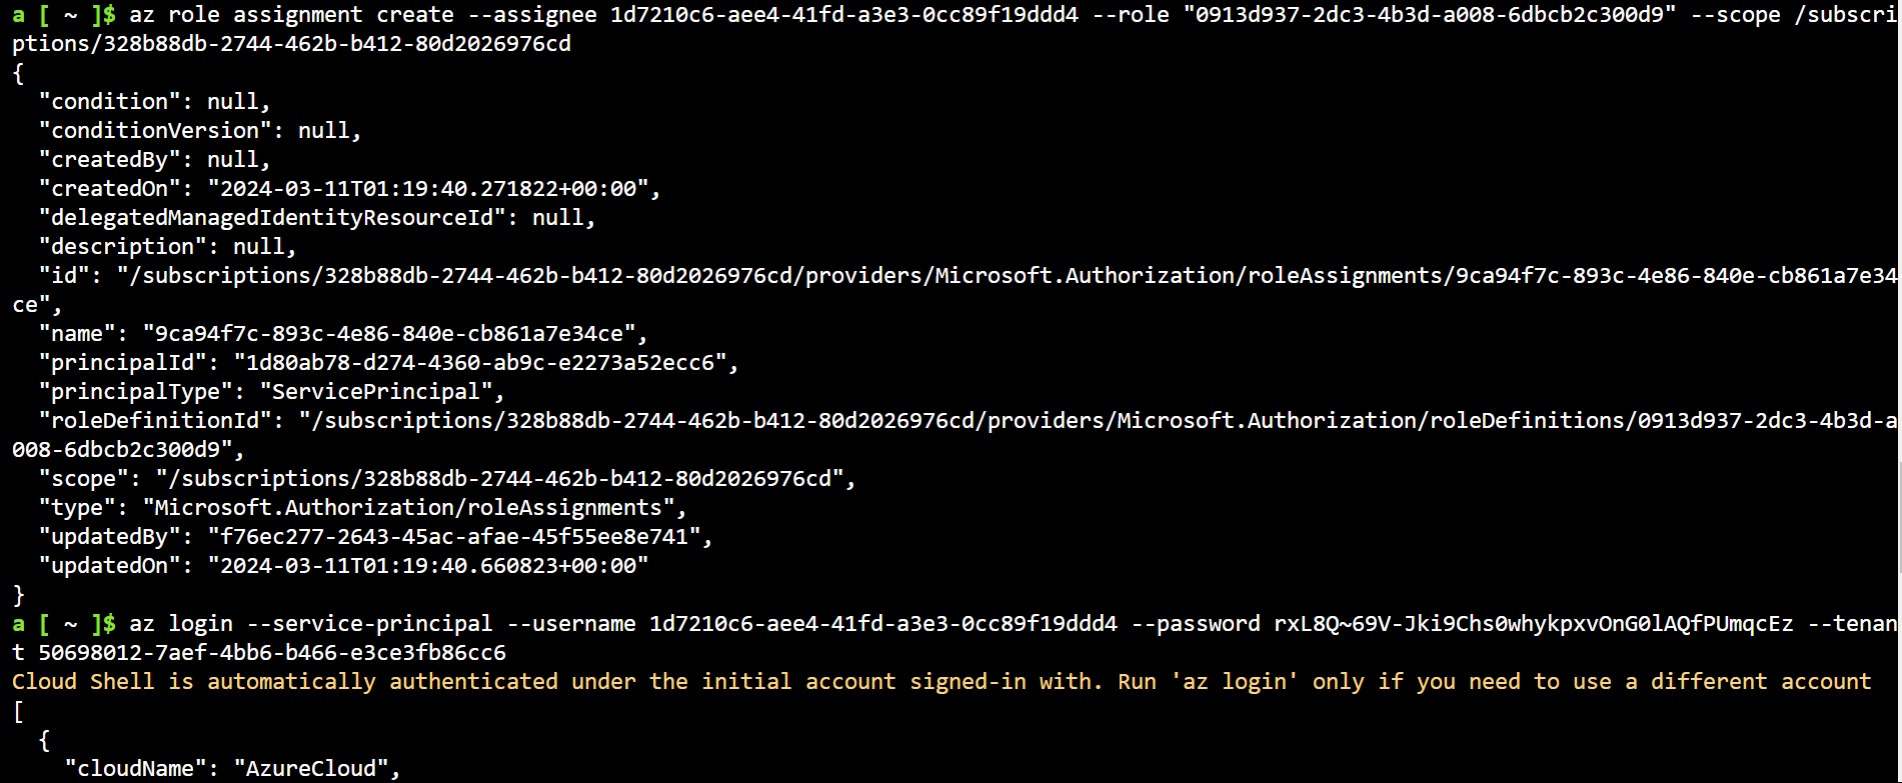 a [ ~ ]$ az role assignment create --assignee 1d7210c6-aee4-41fd-a3e3-0cc89f19ddd4 --role "0913d937-2dc3-4b3d-a008-6dbcb2c300d9" --scope /subscri
ptions/328b88db-2744-462b-b412-80d2026976cd
{
  "condition": null,
  "conditionVersion": null,
  "createdBy": null,
  "createdOn": "2024-03-11T01:19:40.271822+00:00",
  "delegatedManagedIdentityResourceId": null,
  "description": null,
  "id": "/subscriptions/328b88db-2744-462b-b412-80d2026976cd/providers/Microsoft.Authorization/roleAssignments/9ca94f7c-893c-4e86-840e-cb861a7e34
ce",
  "name": "9ca94f7c-893c-4e86-840e-cb861a7e34ce",
  "principalId": "1d80ab78-d274-4360-ab9c-e2273a52ecc6",
  "principalType": "ServicePrincipal",
  "roleDefinitionId": "/subscriptions/328b88db-2744-462b-b412-80d2026976cd/providers/Microsoft.Authorization/roleDefinitions/0913d937-2dc3-4b3d-a
008-6dbcb2c300d9",
  "scope": "/subscriptions/328b88db-2744-462b-b412-80d2026976cd",
  "type": "Microsoft.Authorization/roleAssignments",
  "updatedBy": "f76ec277-2643-45ac-afae-45f55ee8e741",
  "updatedOn": "2024-03-11T01:19:40.660823+00:00"
}
a [ ~ ]$ az login --service-principal --username 1d7210c6-aee4-41fd-a3e3-0cc89f19ddd4 --password rxL8Q~69V-Jki9Chs0whykpxvOnG0lAQfPUmqcEz --tenan
t 50698012-7aef-4bb6-b466-e3ce3fb86cc6
Cloud Shell is automatically authenticated under the initial account signed-in with. Run 'az login' only if you need to use a different account
[
  {
    "cloudName": "AzureCloud",